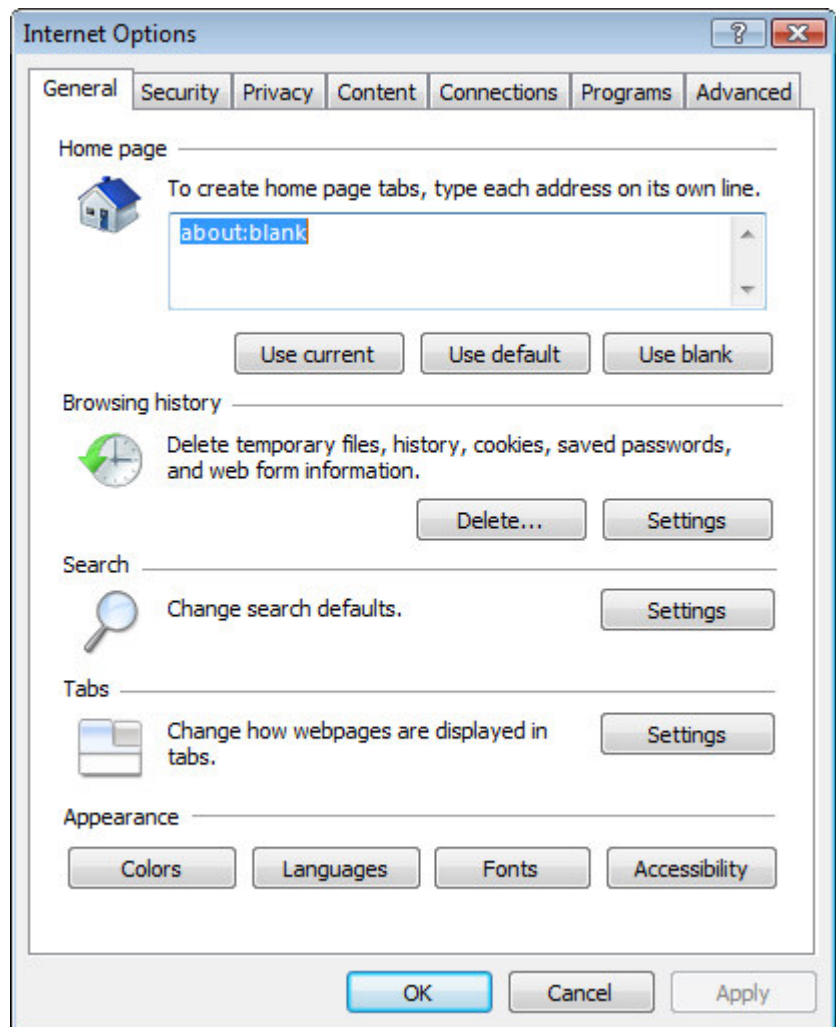 Internet Options
General Security Privacy Content Connections Programs Advanced
Home page
To create home page tabs, type each address on its own line.
about:blank
Use current Use default Use blank
Browsing history
Delete temporary files, history, cookies, saved passwords,
and web form information.
Delete... Settings
Search
Change search defaults. Settings
Tabs
Change how webpages are displayed in
tabs.
Settings
Appearance
Colors Languages Fonts Accessibility
OK Cancel Apply